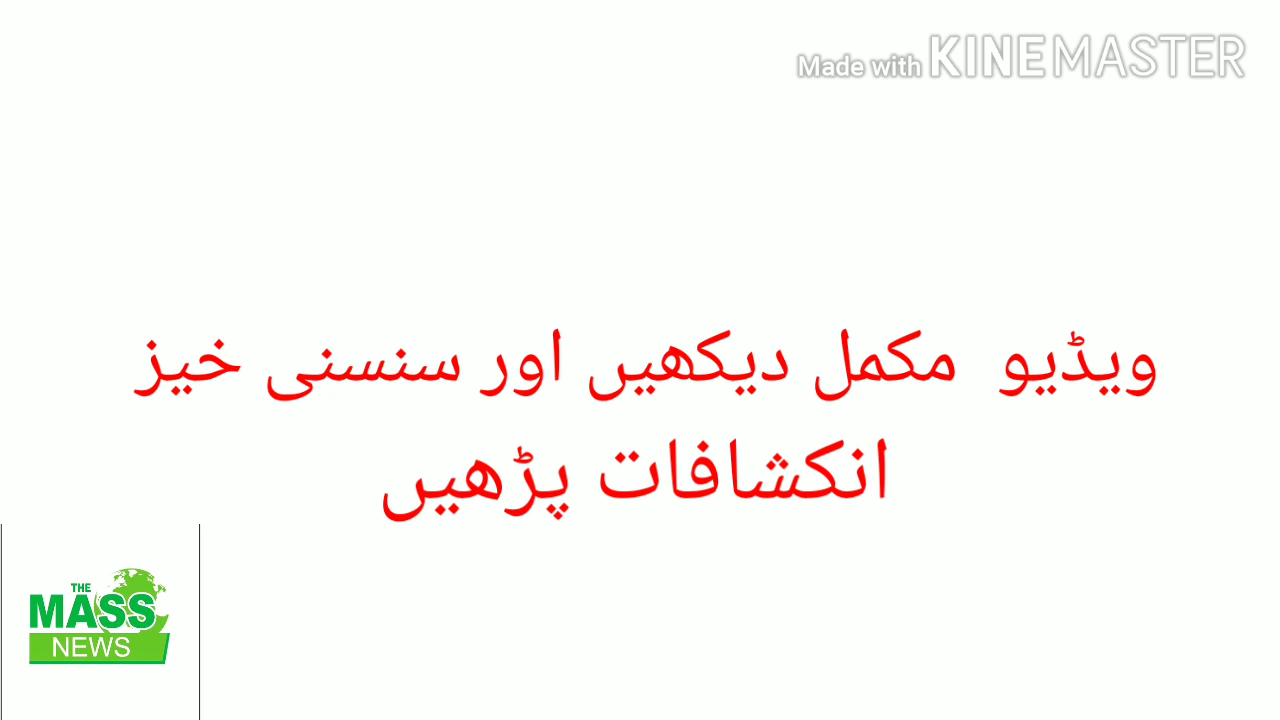 Made with KINEMASTER
ویڈیو مکمل دیکھیں اور سنسنی خیز
انکشافات پڑھیں
THE
MASS
NEWS